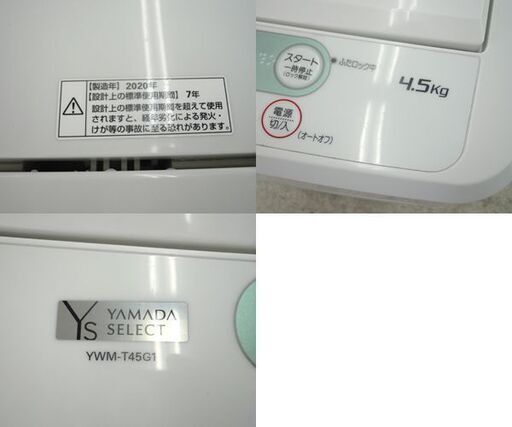 【製造年】2020年
【設計上の標準使用期間】7年
設計上の標準使用期間を超えて使用
されますと、経年劣化による発火・
けが等の事故に至る恐れがあります。
スタート
一時停止
(ロック解除)
ふたロック中
4.5kg
電源
切/入
(オートオフ)
YS YAMADA
SELECT
YWM-T45G1